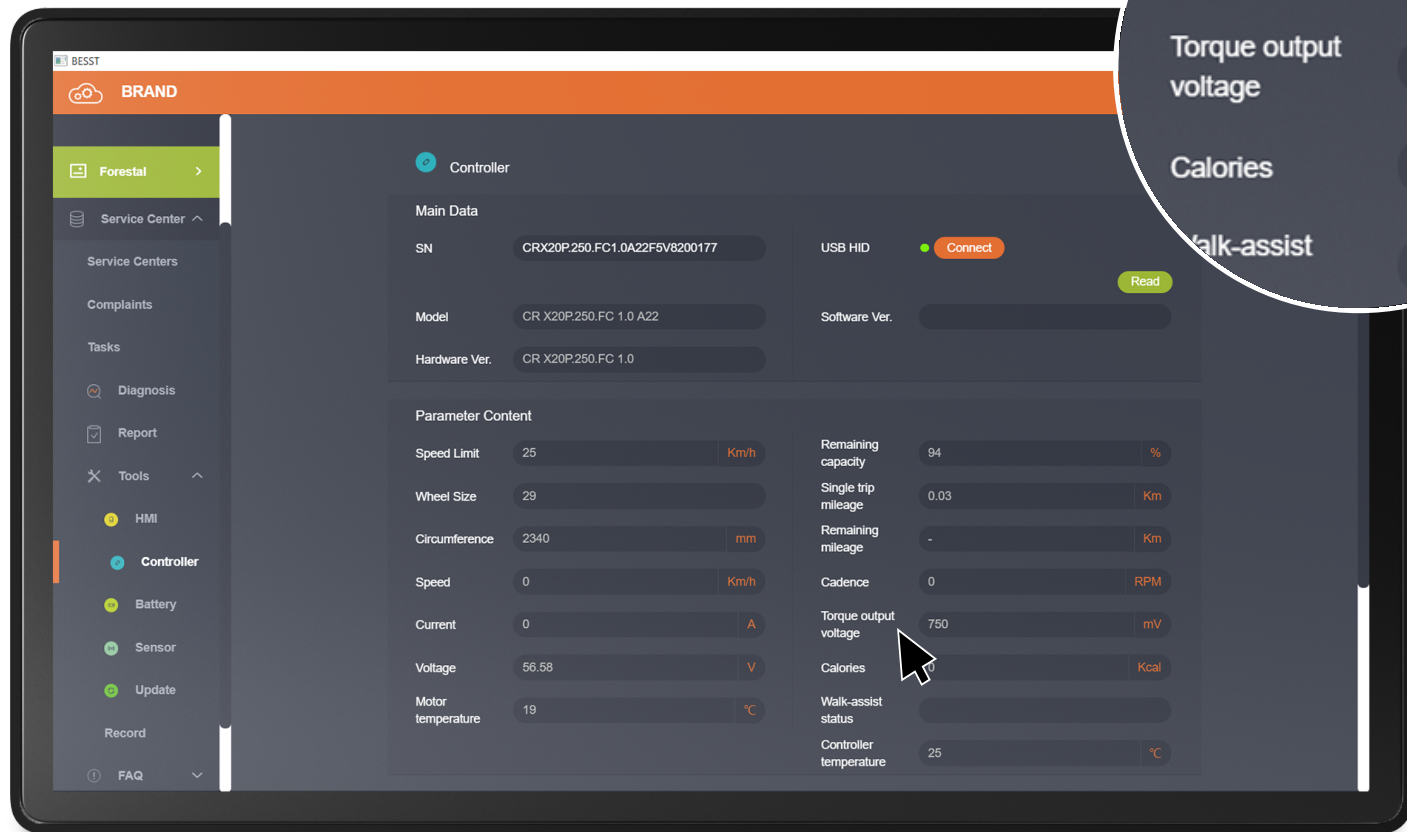 BESST
BRAND
Forestal
Service Center
Service Centers
Complaints
Tasks
Diagnosis
Report
Tools
HMI
Controller
Battery
Sensor
Update
Record
FAQ
Controller
Main Data
SN CRX20P.250.FC1.0A22F5V8200177
USB HID Connect
Read
Model CR X20P.250.FC 1.0 A22
Software Ver.
Hardware Ver. CR X20P.250.FC 1.0
Parameter Content
Speed Limit 25 Km/h
Wheel Size 29
Circumference 2340 mm
Speed 0 Km/h
Current 0 A
Voltage 56.58 V
Motor
temperature 19 °C
Remaining
capacity 94 %
Single trip
mileage 0.03 Km
Remaining
mileage - Km
Cadence 0 RPM
Torque output
voltage 750 mV
Calories 0 Kcal
Walk-assist
status
Controller
temperature 25 °C
Torque output
voltage
Calories
alk-assist